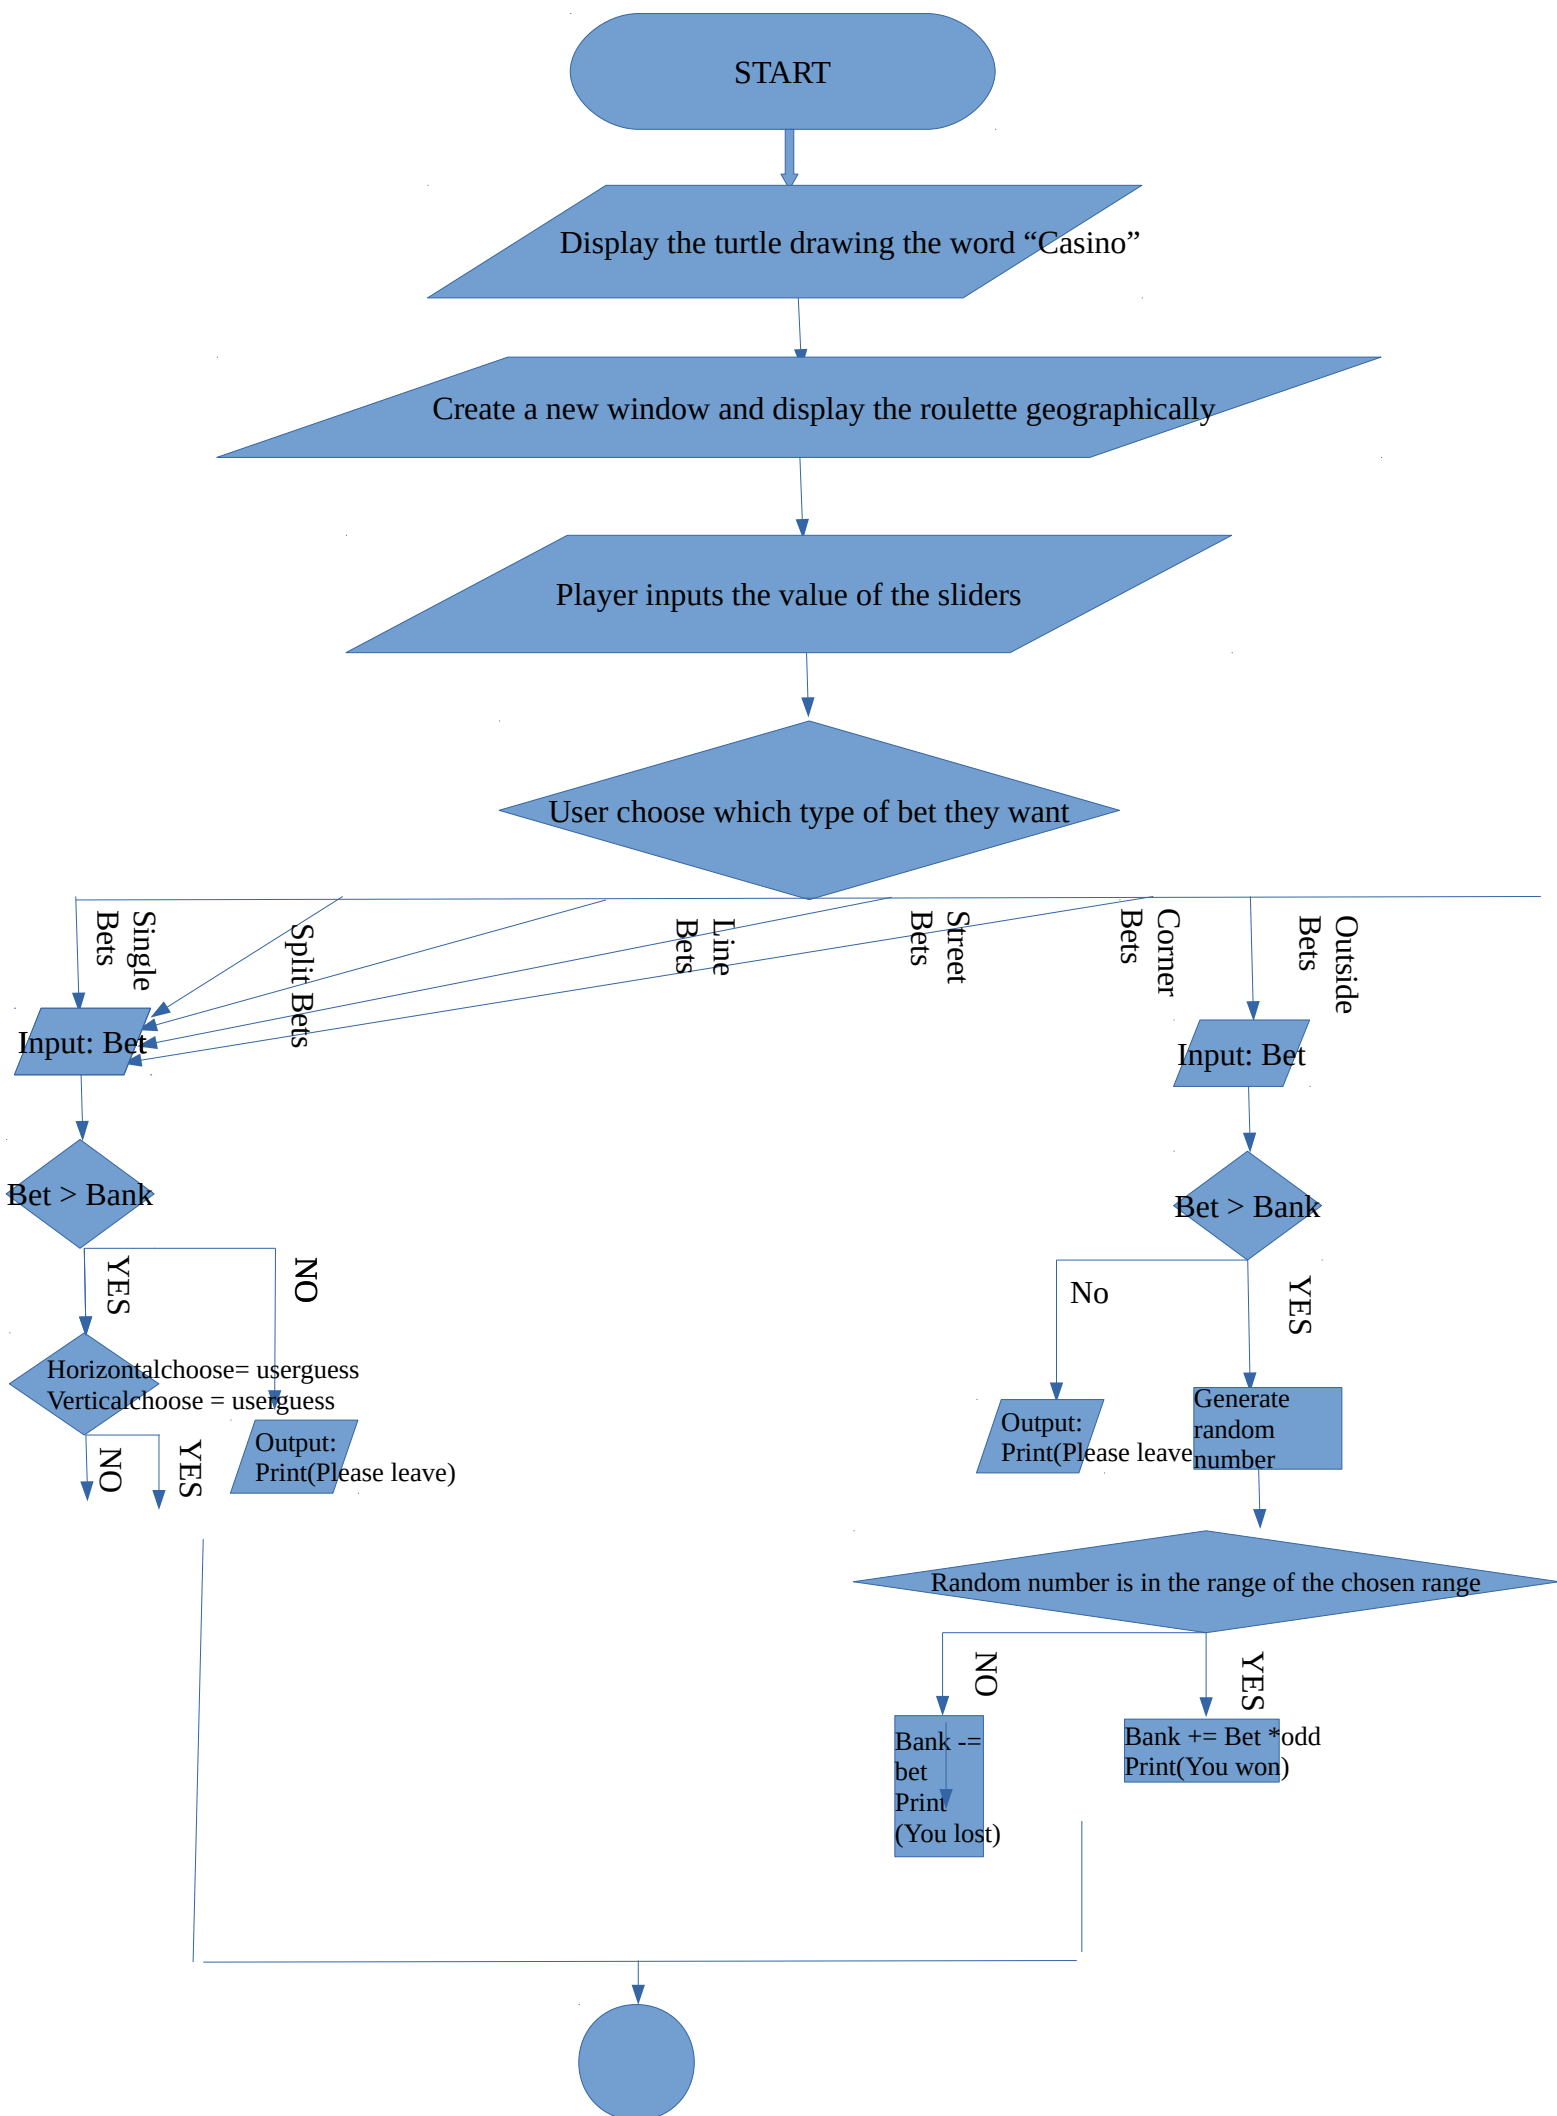 START
Display the turtle drawing the word “Casino”
Create a new window and display the roulette geographically
Player inputs the value of the sliders
User choose which type of bet they want
Single
Bets
Split Bets
Line
Bets
Street
Bets
Corner
Bets
Outside
Bets
Input: Bet
Input: Bet
Bet > Bank
Bet > Bank
YES
NO
No
YES
Horizontalchoose= userguess
Verticalchoose = userguess
Output:
Print(Please leave)
Output:
Print(Please leave
Generate
random
number
NO
YES
Random number is in the range of the chosen range
NO
YES
Bank -=
bet
Print
(You lost)
Bank += Bet *odd
Print(You won)